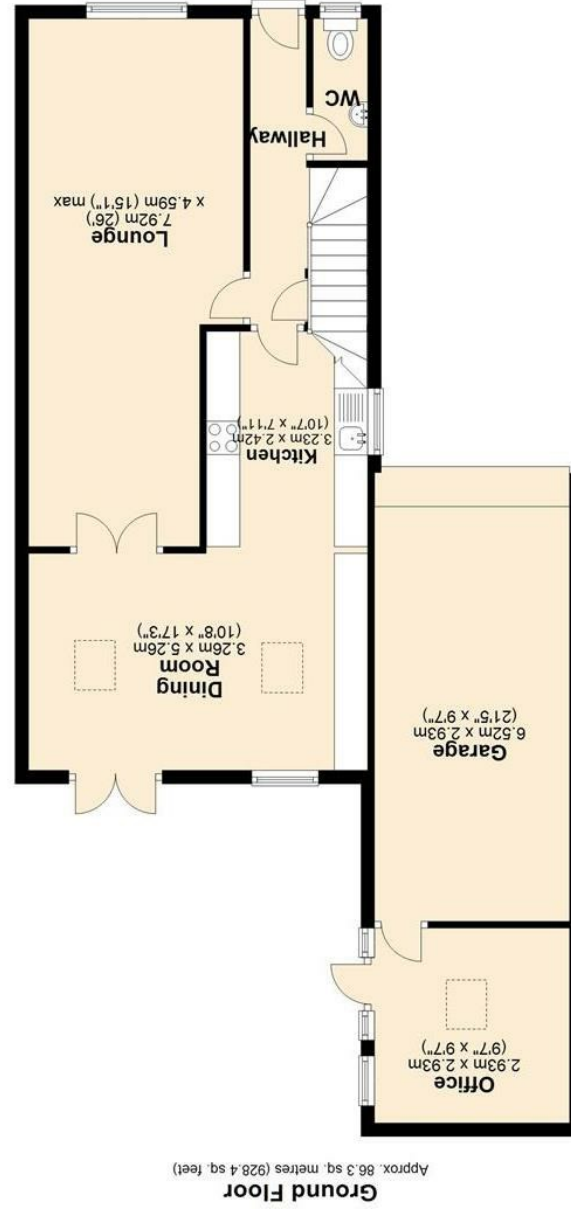 Ground Floor
Approx. 86.3 sq. metres (928.4 sq. feet)
Office
2.93m x 2.93m
(9'7" x 9'7")
Garage
6.52m x 2.93m
(21'5" x 9'7")
Dining
Room
3.26m x 5.26m
(10'8" x 17'3")
Kitchen
3.23m x 2.42m
(10'7" x 7'11")
Lounge
7.92m (26')
x 4.59m (15'1") max
Hallway
WC